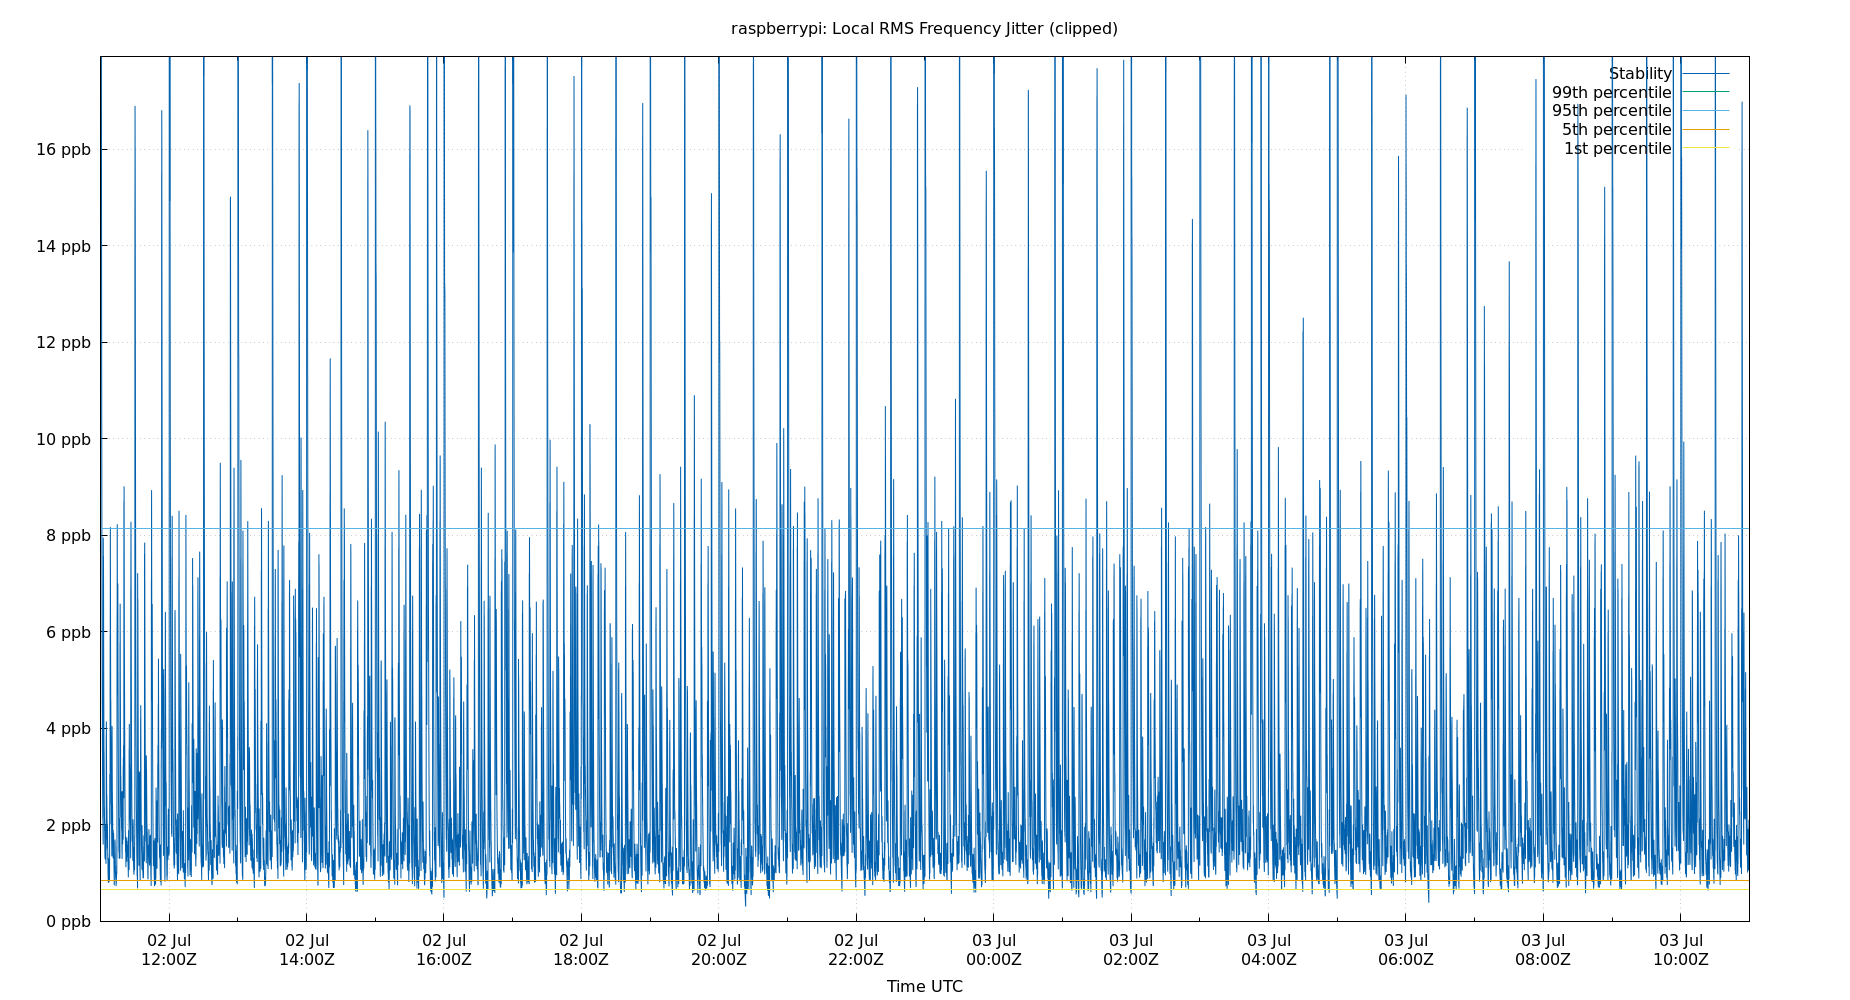 raspberrypi: Local RMS Frequency Jitter (clipped)
Stability
99th percentile
95th percentile
5th percentile
1st percentile
16 ppb
14 ppb
12 ppb
10 ppb
8 ppb
6 ppb
4 ppb
2 ppb
0 ppb
02 Jul 02 Jul 02 Jul 02 Jul 02 Jul 02 Jul 03 Jul 03 Jul 03 Jul 03 Jul 03 Jul 03 Jul
12:00Z 14:00Z 16:00Z 18:00Z 20:00Z 22:00Z 00:00Z 02:00Z 04:00Z 06:00Z 08:00Z 10:00Z
Time UTC